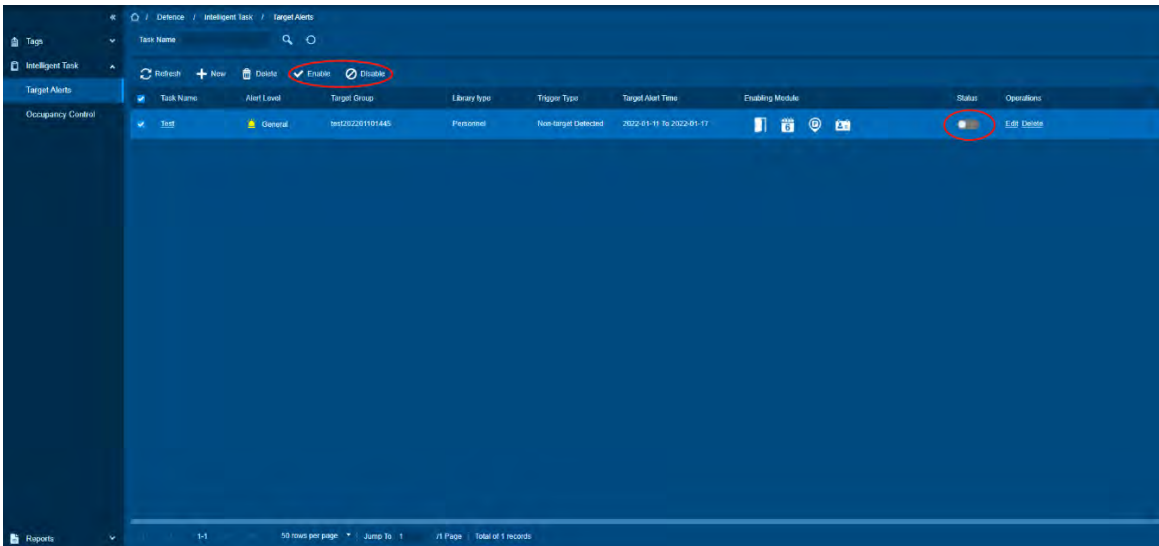 « / Defence / Intelligent Task / Target Alerts
Tags
Task Name
Intelligent Task
Refresh New Delete Enable Disable
Target Alerts
Task Name Alert Level Target Group Library type Trigger Type Target Alert Time Enabling Module Status Operations
Occupancy Control
Test General test202201101445 Personnel Non-target Detected 2022-01-11 To 2022-01-17 6 P Edit Delete
Reports
1-1 50 rows per page Jump To 1 /1 Page Total of 1 records